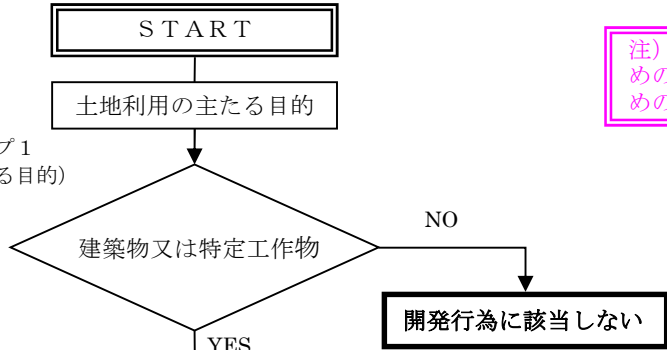 START
注)
めの
めの
土地利用の主たる目的
プ1
る目的)
建築物又は特定工作物
NO
開発行為に該当しない
YES